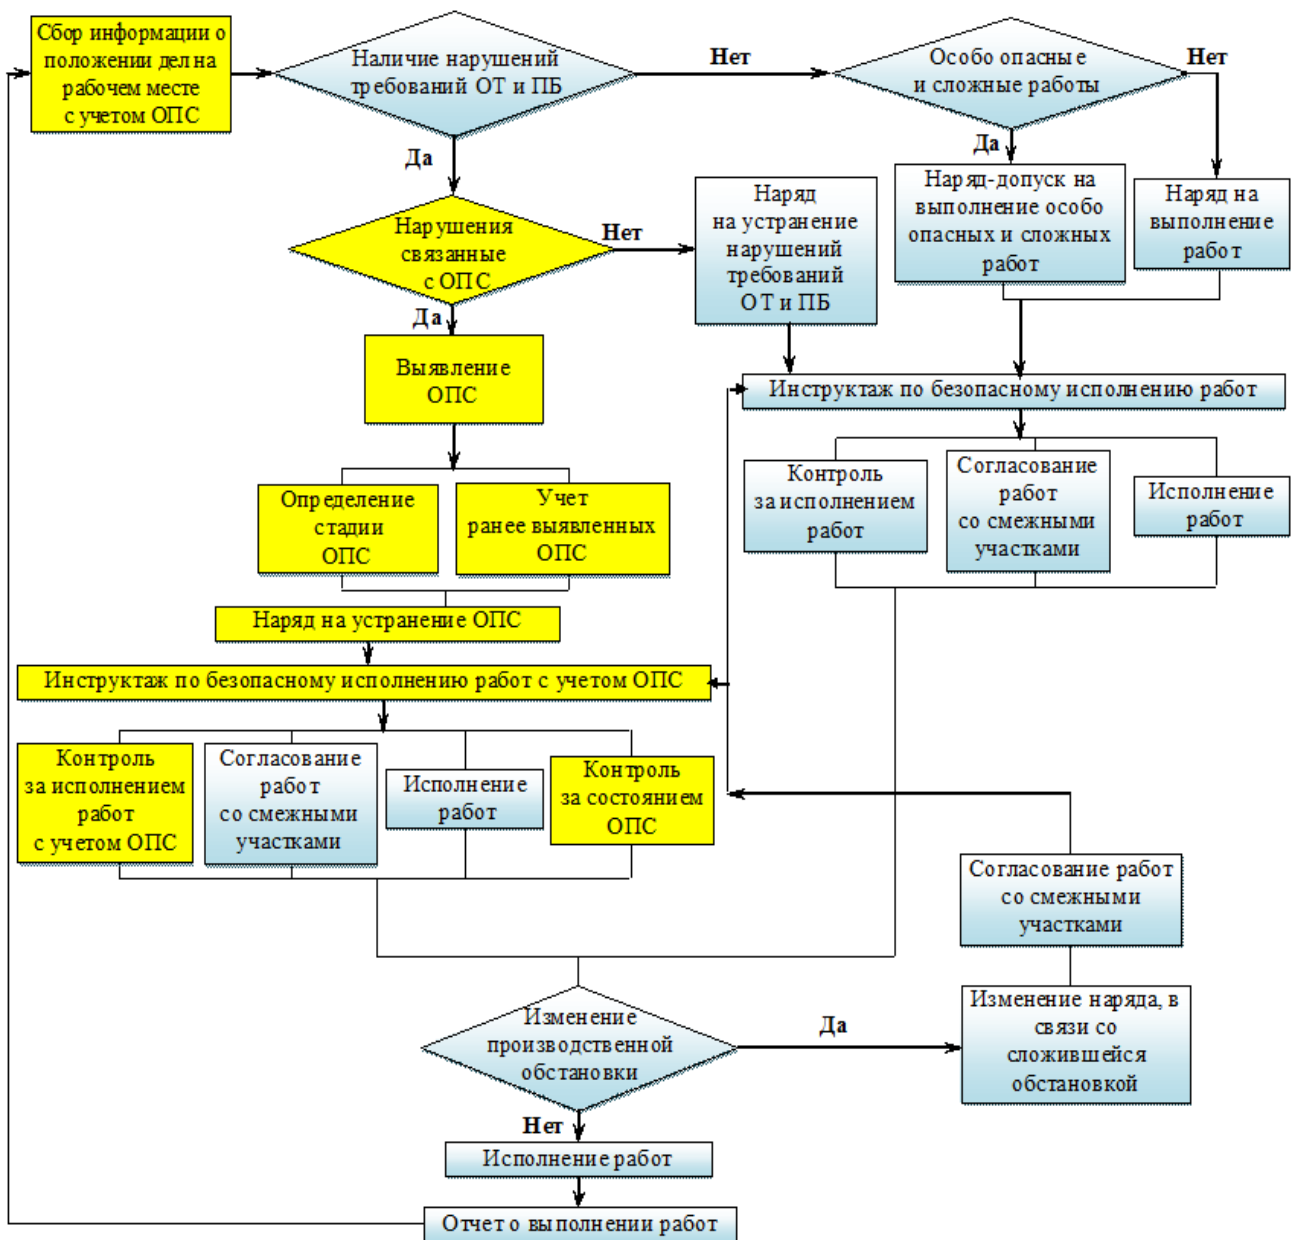 Сбор информации о
положении дел на
рабочем месте
с учетом ОПС
Наличие нарушений
требований ОТ и ПБ
Нет
Особо опасные
и сложные работы
Нет
Да
Да
Нарушения
связанные
с ОПС
Нет
Да
Наряд
на устранение
нарушений
требований
ОТ и ПБ
Наряд-допуск на
выполнение особо
опасных и сложных
работ
Наряд на
выполнение
работ
Выявление
ОПС
Инструктаж по безопасному исполнению работ
Определение
стадии
ОПС
Учет
ранее выявленных
ОПС
Контроль
за исполнением
работ
Согласование
работ
со смежными
участками
Исполнение
работ
Наряд на устранение ОПС
Инструктаж по безопасному исполнению работ с учетом ОПС
Контроль
за исполнением
работ
с учетом ОПС
Согласование
работ
со смежными
участками
Исполнение
работ
Контроль
за состоянием
ОПС
Согласование работ
со смежными
участками
Изменение
производственной
обстановки
Да
Изменение наряда, в
связи со
сложившейся
обстановкой
Нет
Исполнение работ
Отчет о выполнении работ